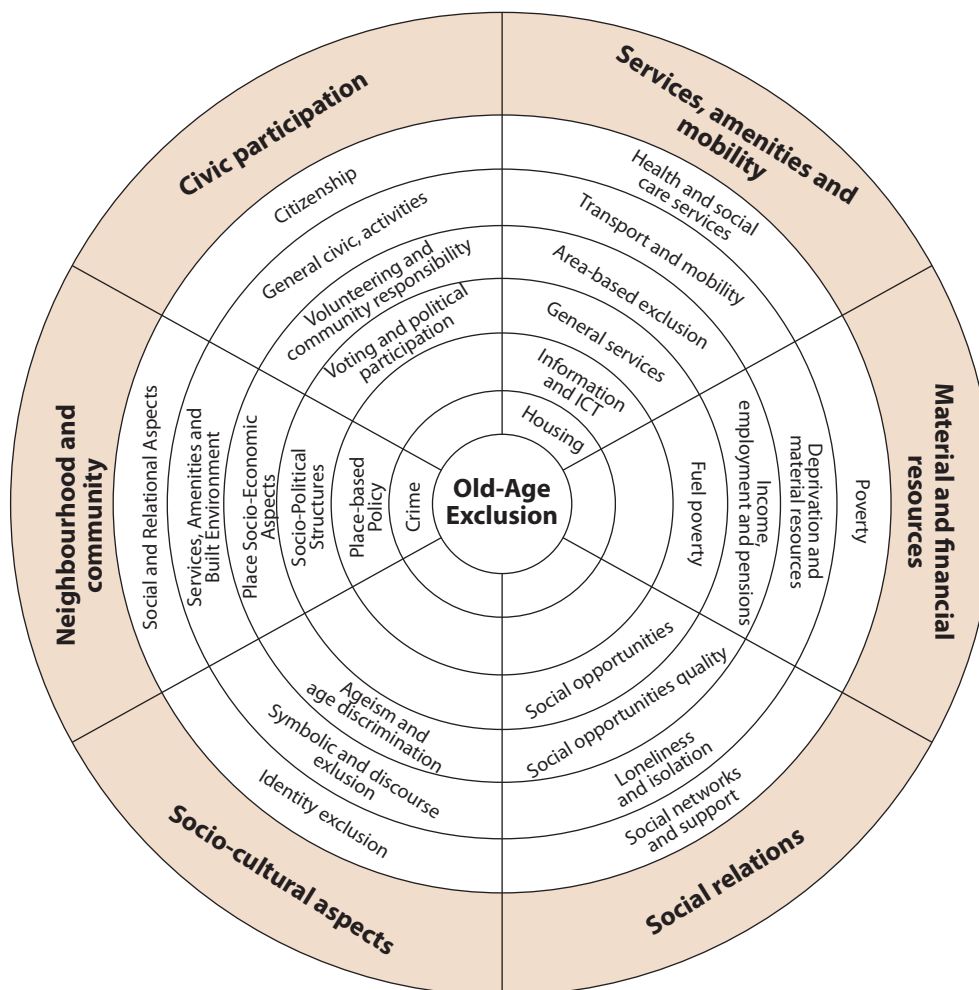 Civic participation
Citizenship
General civic, activities
Volunteering and
community responsibility
Voting and political
participation
Services, amenities and
mobility
Health and social
care services
Transport and mobility
Area-based exclusion
General services
Information
and ICT
Housing
Material and financial
resources
Poverty
Deprivation and
material resources
Income,
employment and pensions
Fuel poverty
Social relations
Social networks
and support
Loneliness
and isolation
Social opportunities quality
Social opportunities
Socio-cultural aspects
Identity exclusion
Symbolic and discourse
exlusion
Ageism and
age discrimination
Neighbourhood and
community
Social and Relational Aspects
Services, Amenities and
Built Environment
Place Socio-Economic
Aspects
Socio-Political
Structures
Place-based
Policy
Crime
Old-Age
Exclusion